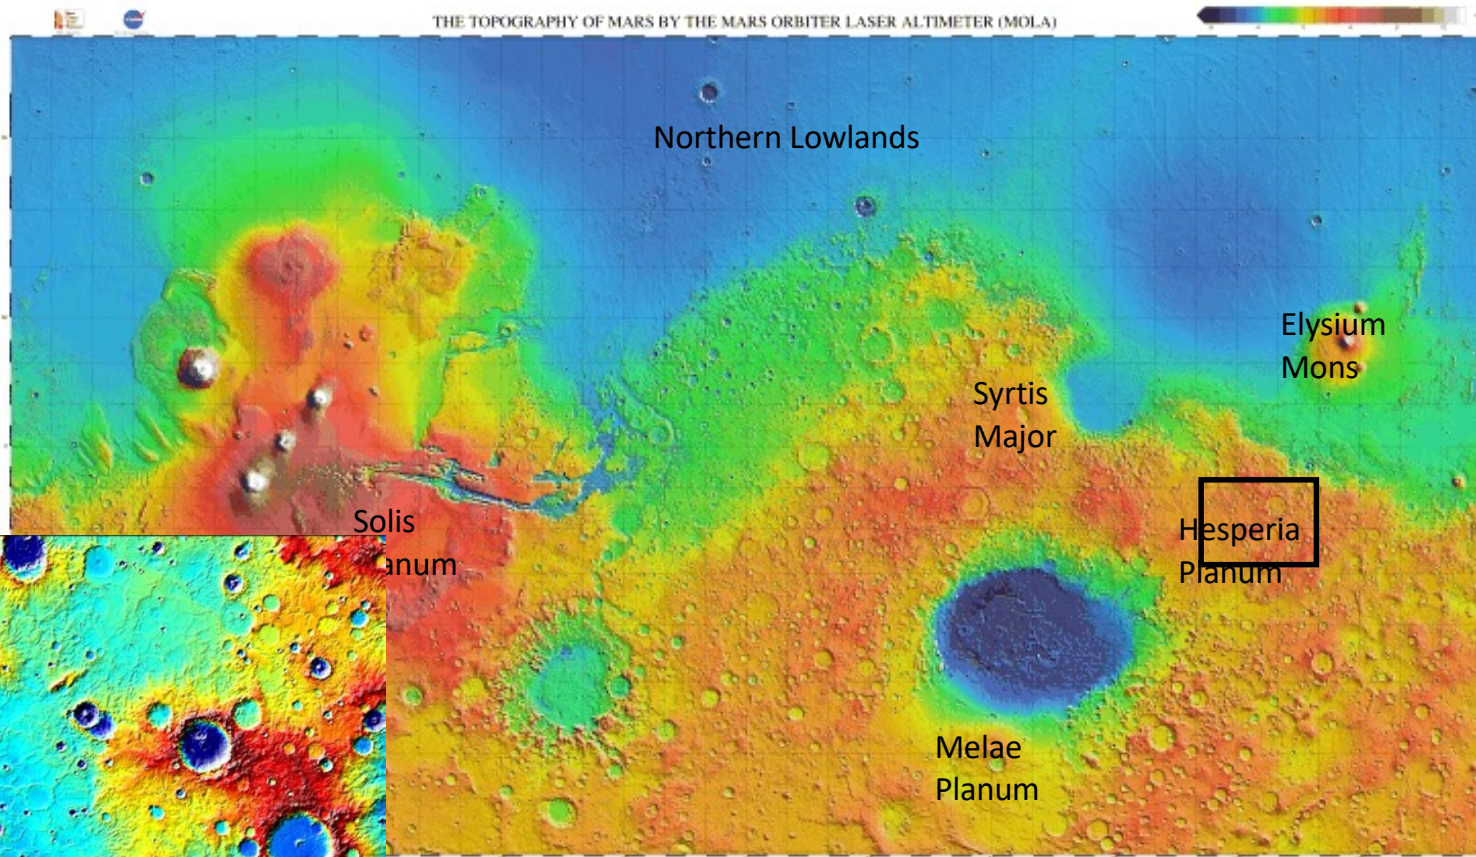 THE TOPOGRAPHY OF MARS BY THE MARS ORBITER LASER ALTIMETER (MOLA)
Northern Lowlands
Elysium
Mons
Syrtis
Major
Solis
anum
Hesperia
Planum
Melae
Planum